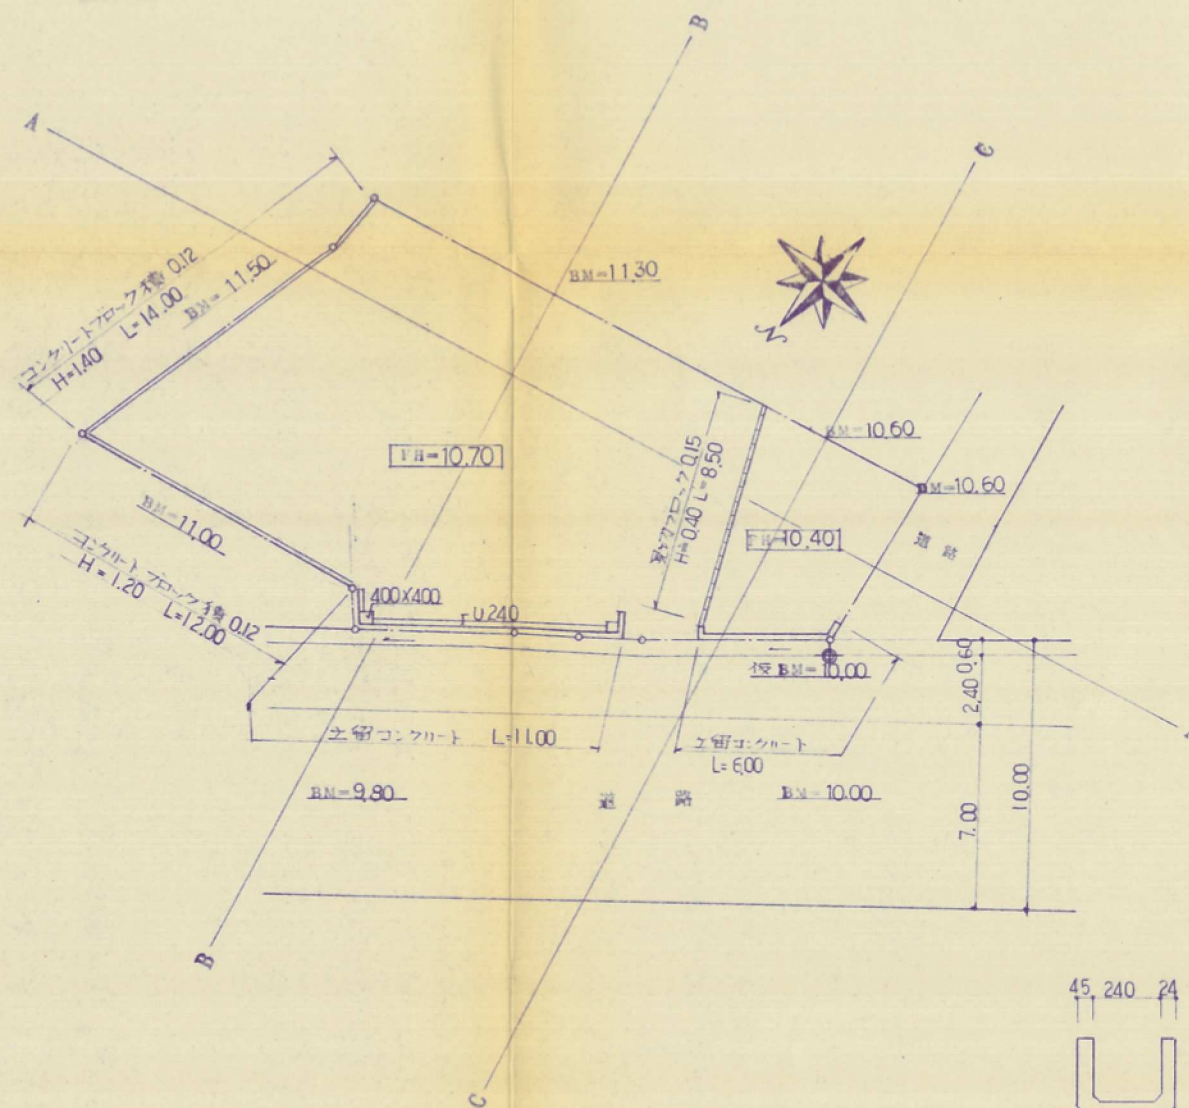 B
A
C
コンクリートブロック積 0.12
H=1.40 L=14.00
BM=11.50
BM=11.30
N
BM=10.60
BM=10.60
FH=10.70
H=0.40 L=8.50
FH=10.40
道路
BM=11.00
コンクリートブロック積 0.12
H=1.20 L=12.00
400X400
U240
仮BM=10.00
0.60
2.40
土留コンクリート L=11.00
土留コンクリート
L=6.00
BM=9.80
道路
BM=10.00
7.00
10.00
B
C
45 240 24